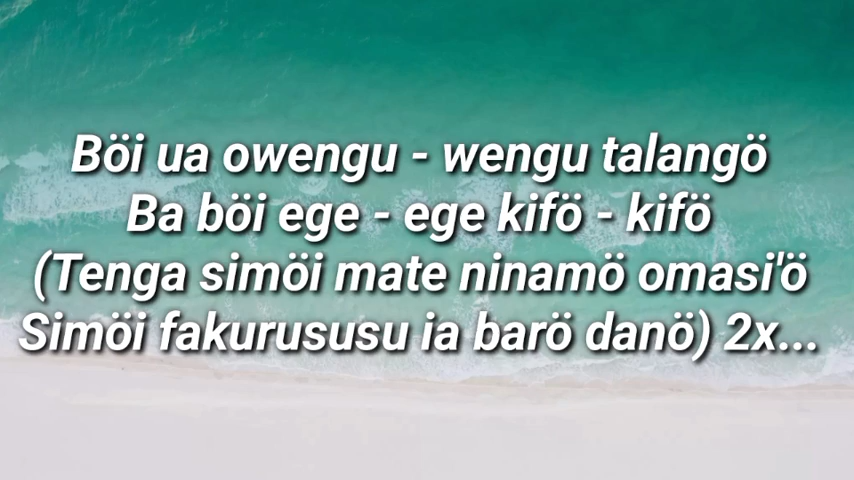 Böi ua owengu - wengu talangö
Ba böi ege - ege kifö - kifö
(Tenga simöi mate ninamö omasi'ö
Simöi fakurususu ia barö danö) 2x...